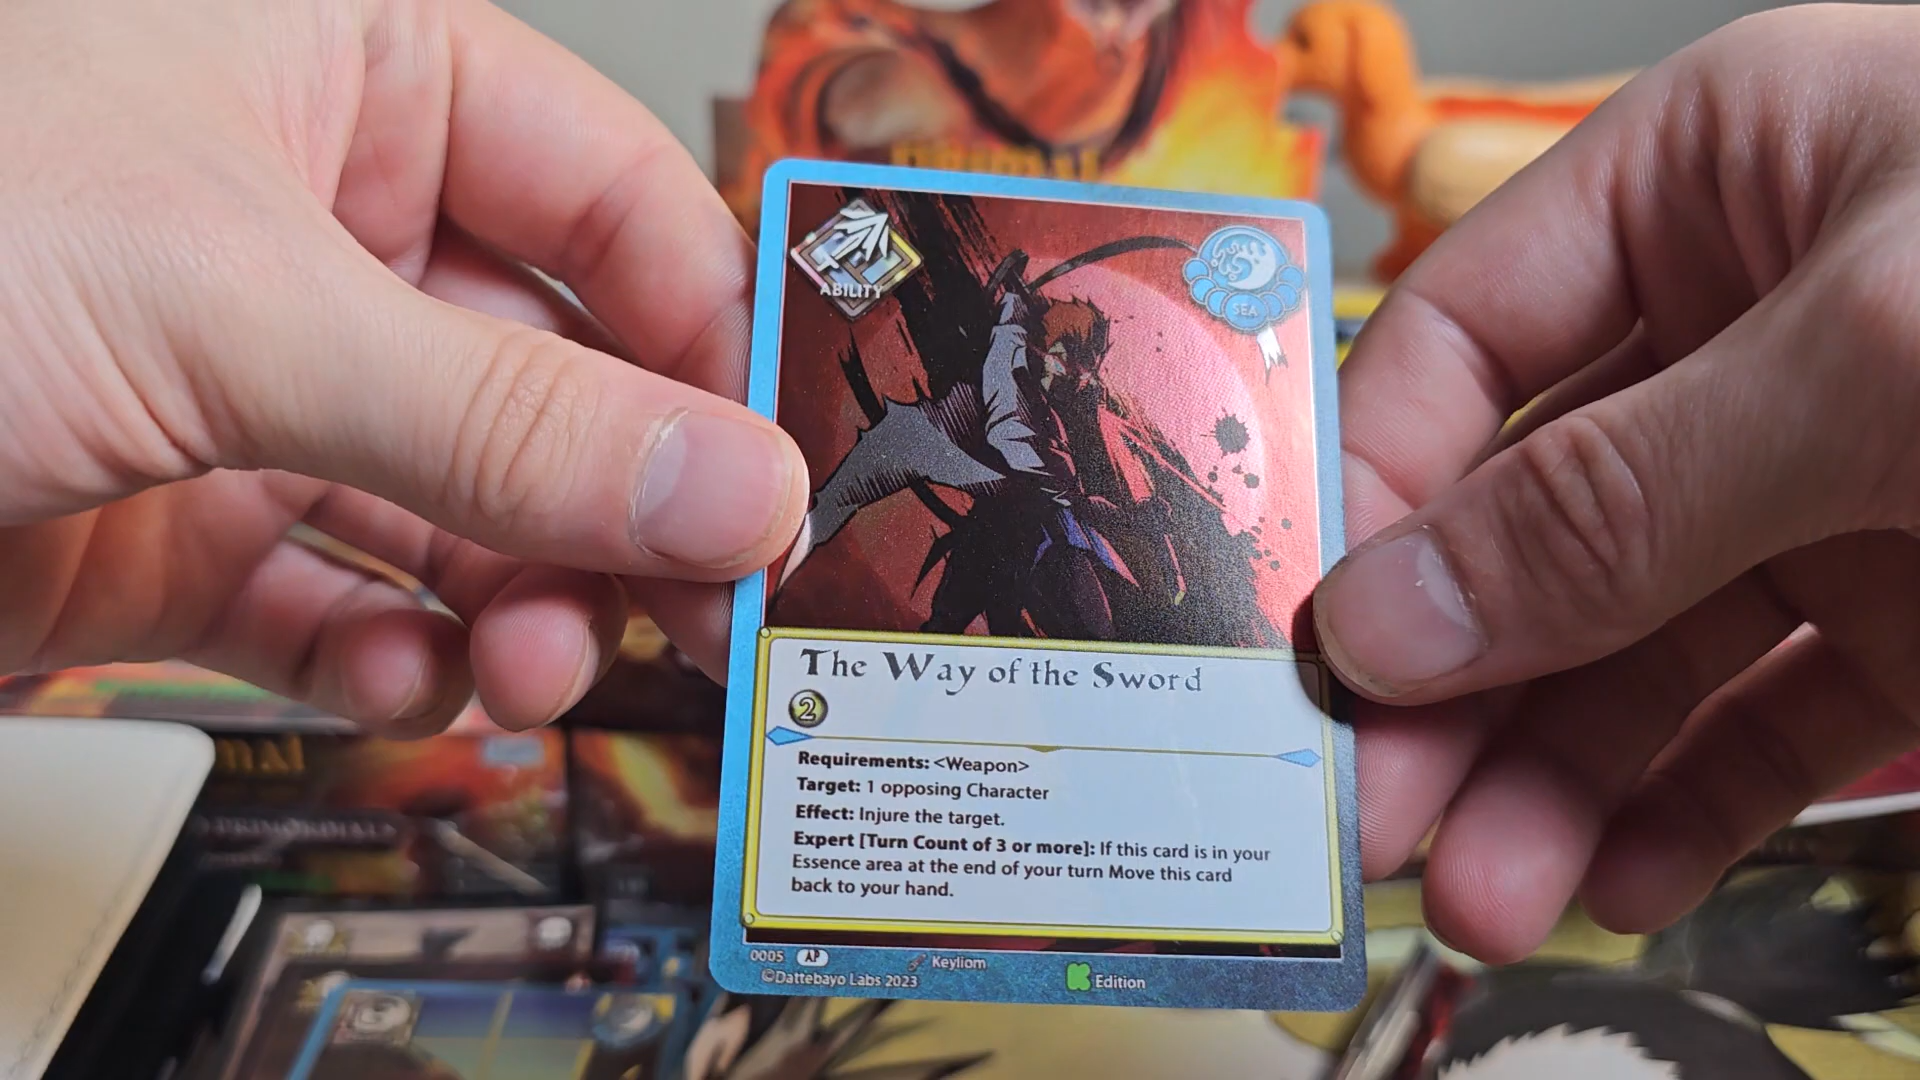 ABILITY
SEA
The Way of the Sword
2
Requirements: <Weapon>
Target: 1 opposing Character
Effect: Injure the target.
Expert [Turn Count of 3 or more]: If this card is in your
Essence area at the end of your turn Move this card
back to your hand.
0005 AP Keyliom
©Dattebayo Labs 2023 Edition
PRIMORDIAL